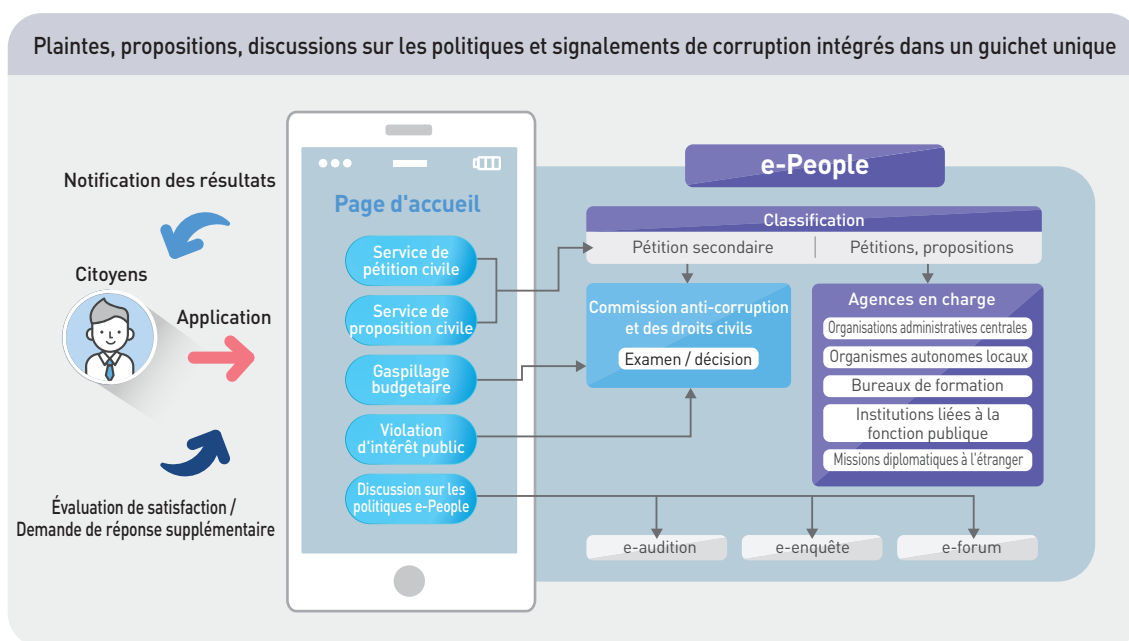 Plaintes, propositions, discussions sur les politiques et signalements de corruption intégrés dans un guichet unique
Notification des résultats
Citoyens
Application
Évaluation de satisfaction /
Demande de réponse supplémentaire
Page d'accueil
Service de
pétition civile
Service de
proposition civile
Gaspillage
budgetaire
Violation
d'intérêt public
Discussion sur les
politiques e-People
e-People
Classification
Pétition secondaire
Pétitions, propositions
Commission anti-corruption
et des droits civils
Examen / décision
Agences en charge
Organisations administratives centrales
Organismes autonomes locaux
Bureaux de formation
Institutions liées à la
fonction publique
Missions diplomatiques à l'étranger
e-audition
e-enquête
e-forum